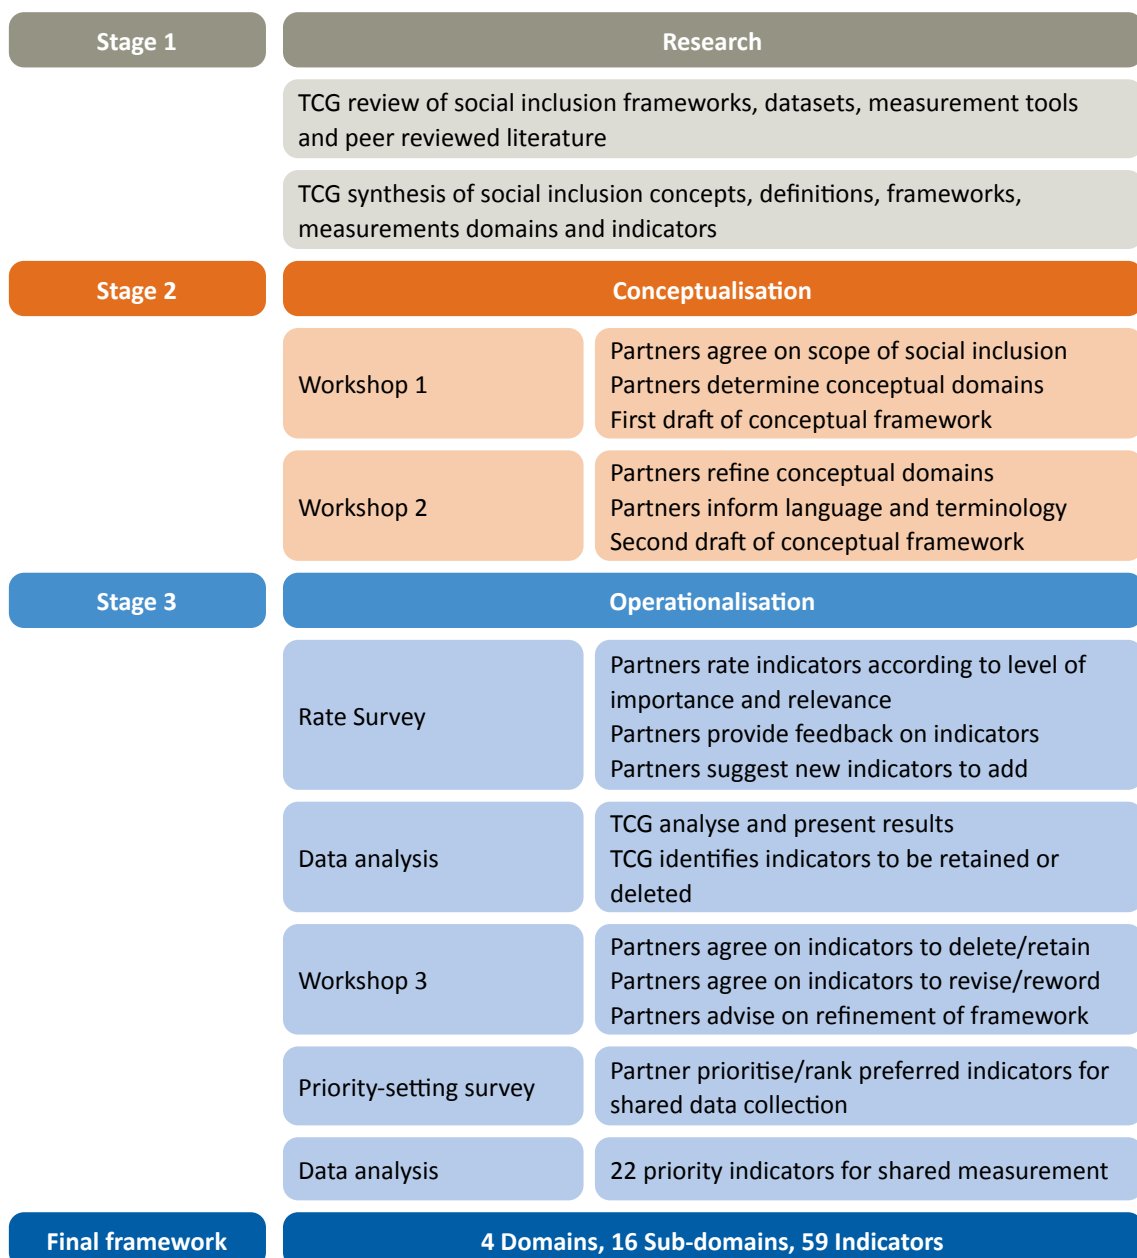 Stage 1
Research
TCG review of social inclusion frameworks, datasets, measurement tools
and peer reviewed literature
TCG synthesis of social inclusion concepts, definitions, frameworks,
measurements domains and indicators
Stage 2
Conceptualisation
Workshop 1
Partners agree on scope of social inclusion
Partners determine conceptual domains
First draft of conceptual framework
Workshop 2
Partners refine conceptual domains
Partners inform language and terminology
Second draft of conceptual framework
Stage 3
Operationalisation
Rate Survey
Partners rate indicators according to level of
importance and relevance
Partners provide feedback on indicators
Partners suggest new indicators to add
Data analysis
TCG analyse and present results
TCG identifies indicators to be retained or
deleted
Workshop 3
Partners agree on indicators to delete/retain
Partners agree on indicators to revise/reword
Partners advise on refinement of framework
Priority-setting survey
Partner prioritise/rank preferred indicators for
shared data collection
Data analysis
22 priority indicators for shared measurement
Final framework
4 Domains, 16 Sub-domains, 59 Indicators